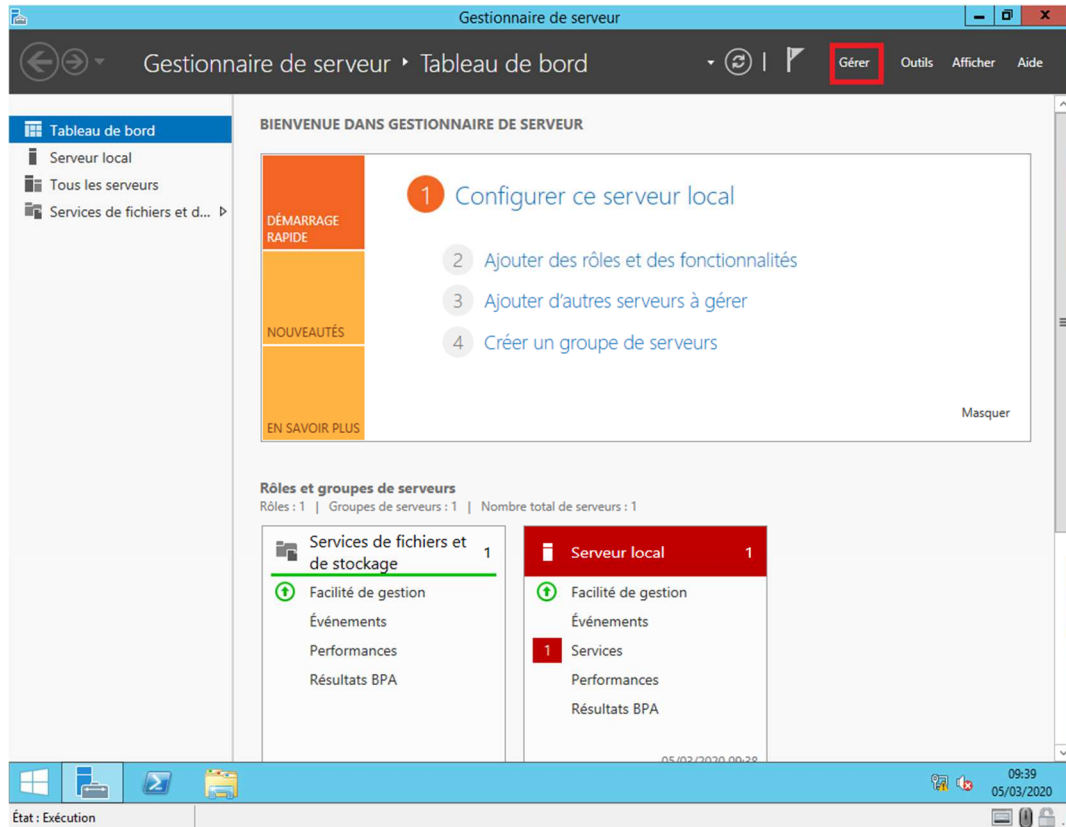 Gestionnaire de serveur
Gestionnaire de serveur ‣ Tableau de bord
Gérer
Outils
Afficher
Aide
Tableau de bord
Serveur local
Tous les serveurs
Services de fichiers et d...
BIENVENUE DANS GESTIONNAIRE DE SERVEUR
DÉMARRAGE
RAPIDE
NOUVEAUTÉS
EN SAVOIR PLUS
1 Configurer ce serveur local
2 Ajouter des rôles et des fonctionnalités
3 Ajouter d'autres serveurs à gérer
4 Créer un groupe de serveurs
Masquer
Rôles et groupes de serveurs
Rôles : 1 | Groupes de serveurs : 1 | Nombre total de serveurs : 1
Services de fichiers et
de stockage
1
Facilité de gestion
Événements
Performances
Résultats BPA
Serveur local 1
Facilité de gestion
Événements
1 Services
Performances
Résultats BPA
05/03/2020 09:38
09:39
05/03/2020
État : Exécution